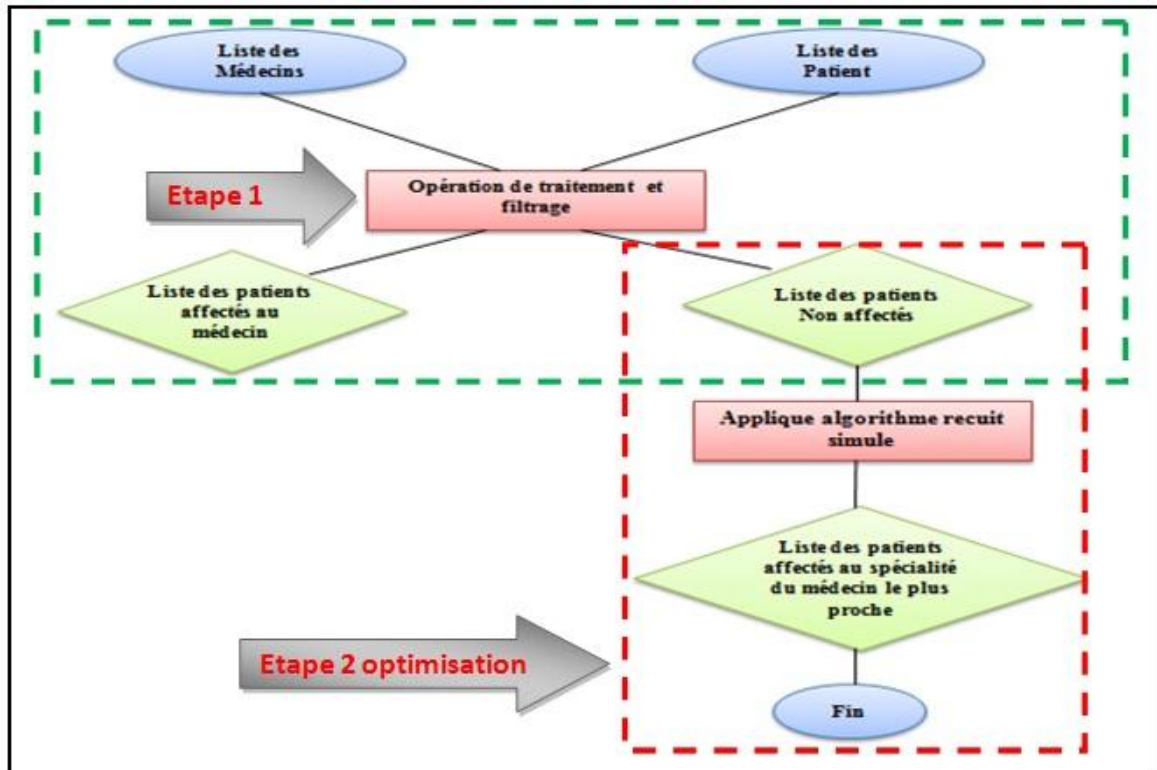 Liste des
Médecins
Liste des
Patient
Etape 1
Opération de traitement et
filtrage
Liste des patients
affectés au
médecin
Liste des patients
Non affectés
Applique algorithme recuit
simule
Liste des patients
affectés au spécialité
du médecin le plus
proche
Etape 2 optimisation
Fin